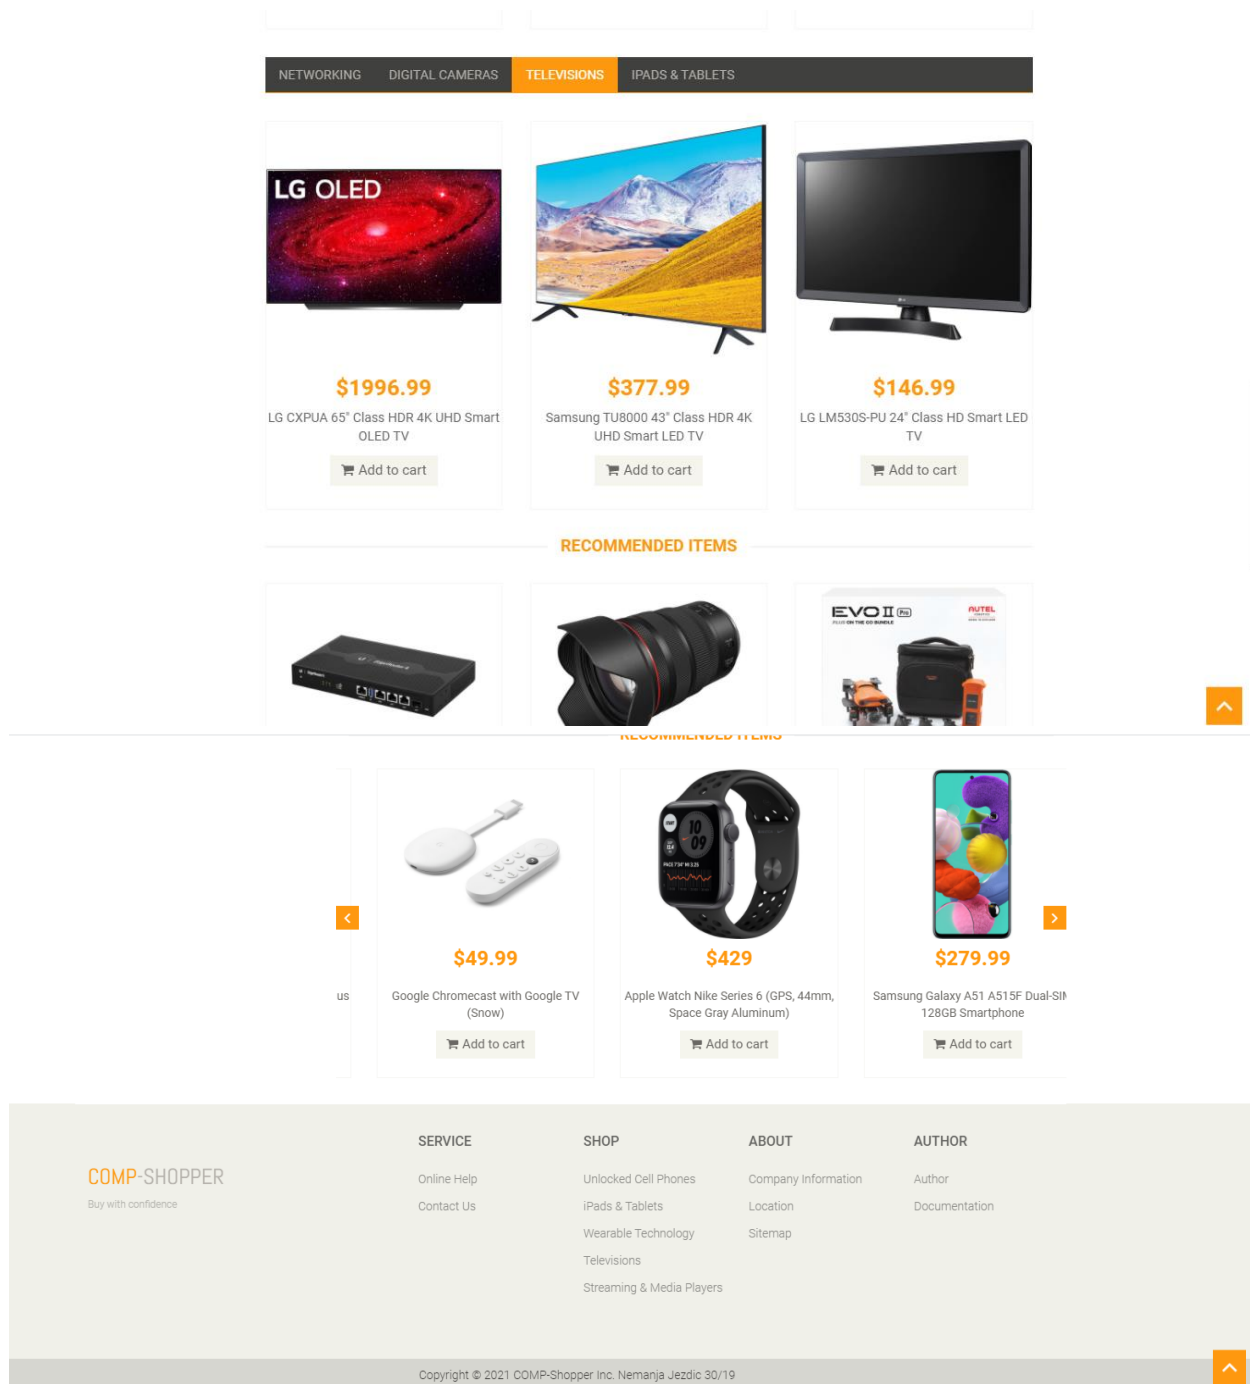 NETWORKING DIGITAL CAMERAS TELEVISIONS IPADS & TABLETS
LG OLED
$1996.99
LG CXPUA 65" Class HDR 4K UHD Smart
OLED TV
Add to cart
$377.99
Samsung TU8000 43" Class HDR 4K
UHD Smart LED TV
Add to cart
$146.99
LG LM530S-PU 24" Class HD Smart LED
TV
Add to cart
RECOMMENDED ITEMS
EVO II Pro
AUTEL
RECOMMENDED ITEMS
us
$49.99
Google Chromecast with Google TV
(Snow)
Add to cart
10
09
$429
Apple Watch Nike Series 6 (GPS, 44mm,
Space Gray Aluminum)
Add to cart
$279.99
Samsung Galaxy A51 A515F Dual-SIM
128GB Smartphone
Add to cart
COMP-SHOPPER
Buy with confidence
SERVICE
Online Help
Contact Us
SHOP
Unlocked Cell Phones
iPads & Tablets
Wearable Technology
Televisions
Streaming & Media Players
ABOUT
Company Information
Location
Sitemap
AUTHOR
Author
Documentation
Copyright © 2021 COMP-Shopper Inc. Nemanja Jezdic 30/19